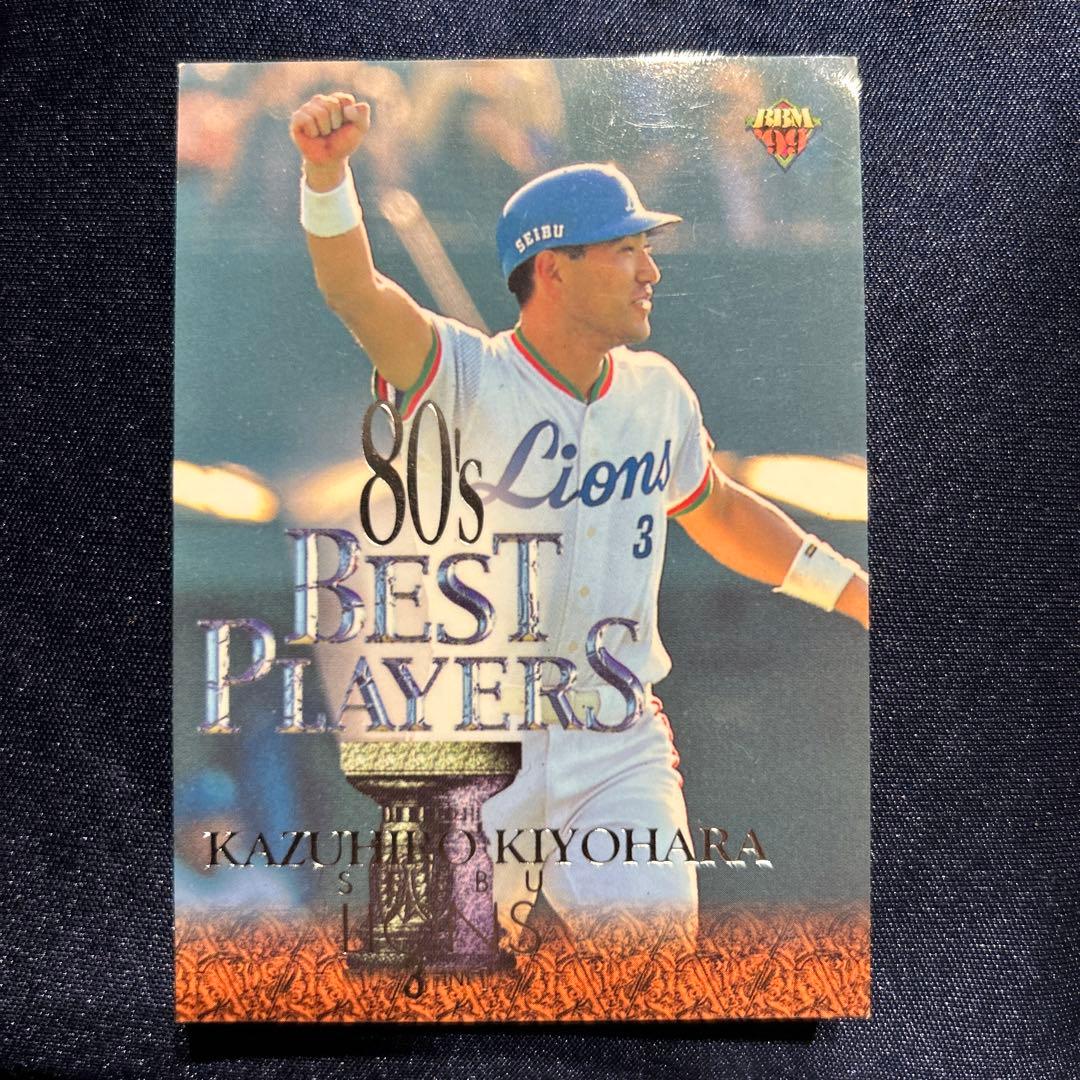 BBM
'99
SEIBU
Lions
3
80's
BEST
PLAYERS
KAZUHIRO KIYOHARA
SEIBU
LIONS